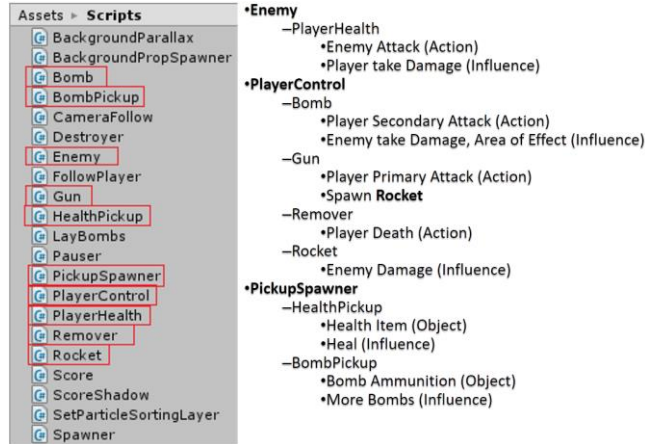 Assets ▸ Scripts
BackgroundParallax
BackgroundPropSpawner
Bomb
BombPickup
CameraFollow
Destroyer
Enemy
FollowPlayer
Gun
HealthPickup
LayBombs
Pauser
PickupSpawner
PlayerControl
PlayerHealth
Remover
Rocket
Score
ScoreShadow
SetParticleSortingLayer
Spawner
•Enemy
–PlayerHealth
•Enemy Attack (Action)
•Player take Damage (Influence)
•PlayerControl
–Bomb
•Player Secondary Attack (Action)
•Enemy take Damage, Area of Effect (Influence)
–Gun
•Player Primary Attack (Action)
•Spawn Rocket
–Remover
•Player Death (Action)
–Rocket
•Enemy Damage (Influence)
•PickupSpawner
–HealthPickup
•Health Item (Object)
•Heal (Influence)
–BombPickup
•Bomb Ammunition (Object)
•More Bombs (Influence)